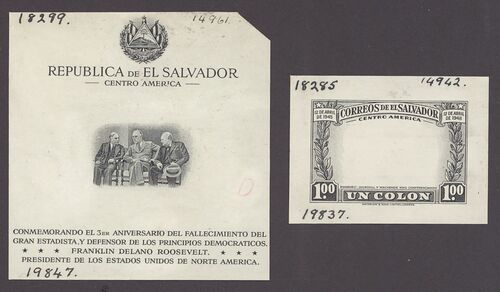 18299.
14961.
REPUBLICA DE EL SALVADOR
CENTRO AMERICA
CONMEMORANDO EL 3ER ANIVERSARIO DEL FALLECIMIENTO DEL
GRAN ESTADISTA, Y DEFENSOR DE LOS PRINCIPIOS DEMOCRATICOS.
★ ★ ★ FRANKLIN DELANO ROOSEVELT. ★ ★ ★
PRESIDENTE DE LOS ESTADOS UNIDOS DE NORTE AMERICA.
19847.
D
18285
14942.
CORREOS DE EL SALVADOR
CENTRO AMERICA
12 DE ABRIL DE 1945
12 DE ABRIL DE 1948
1.00
UN COLON
1.00
19837.